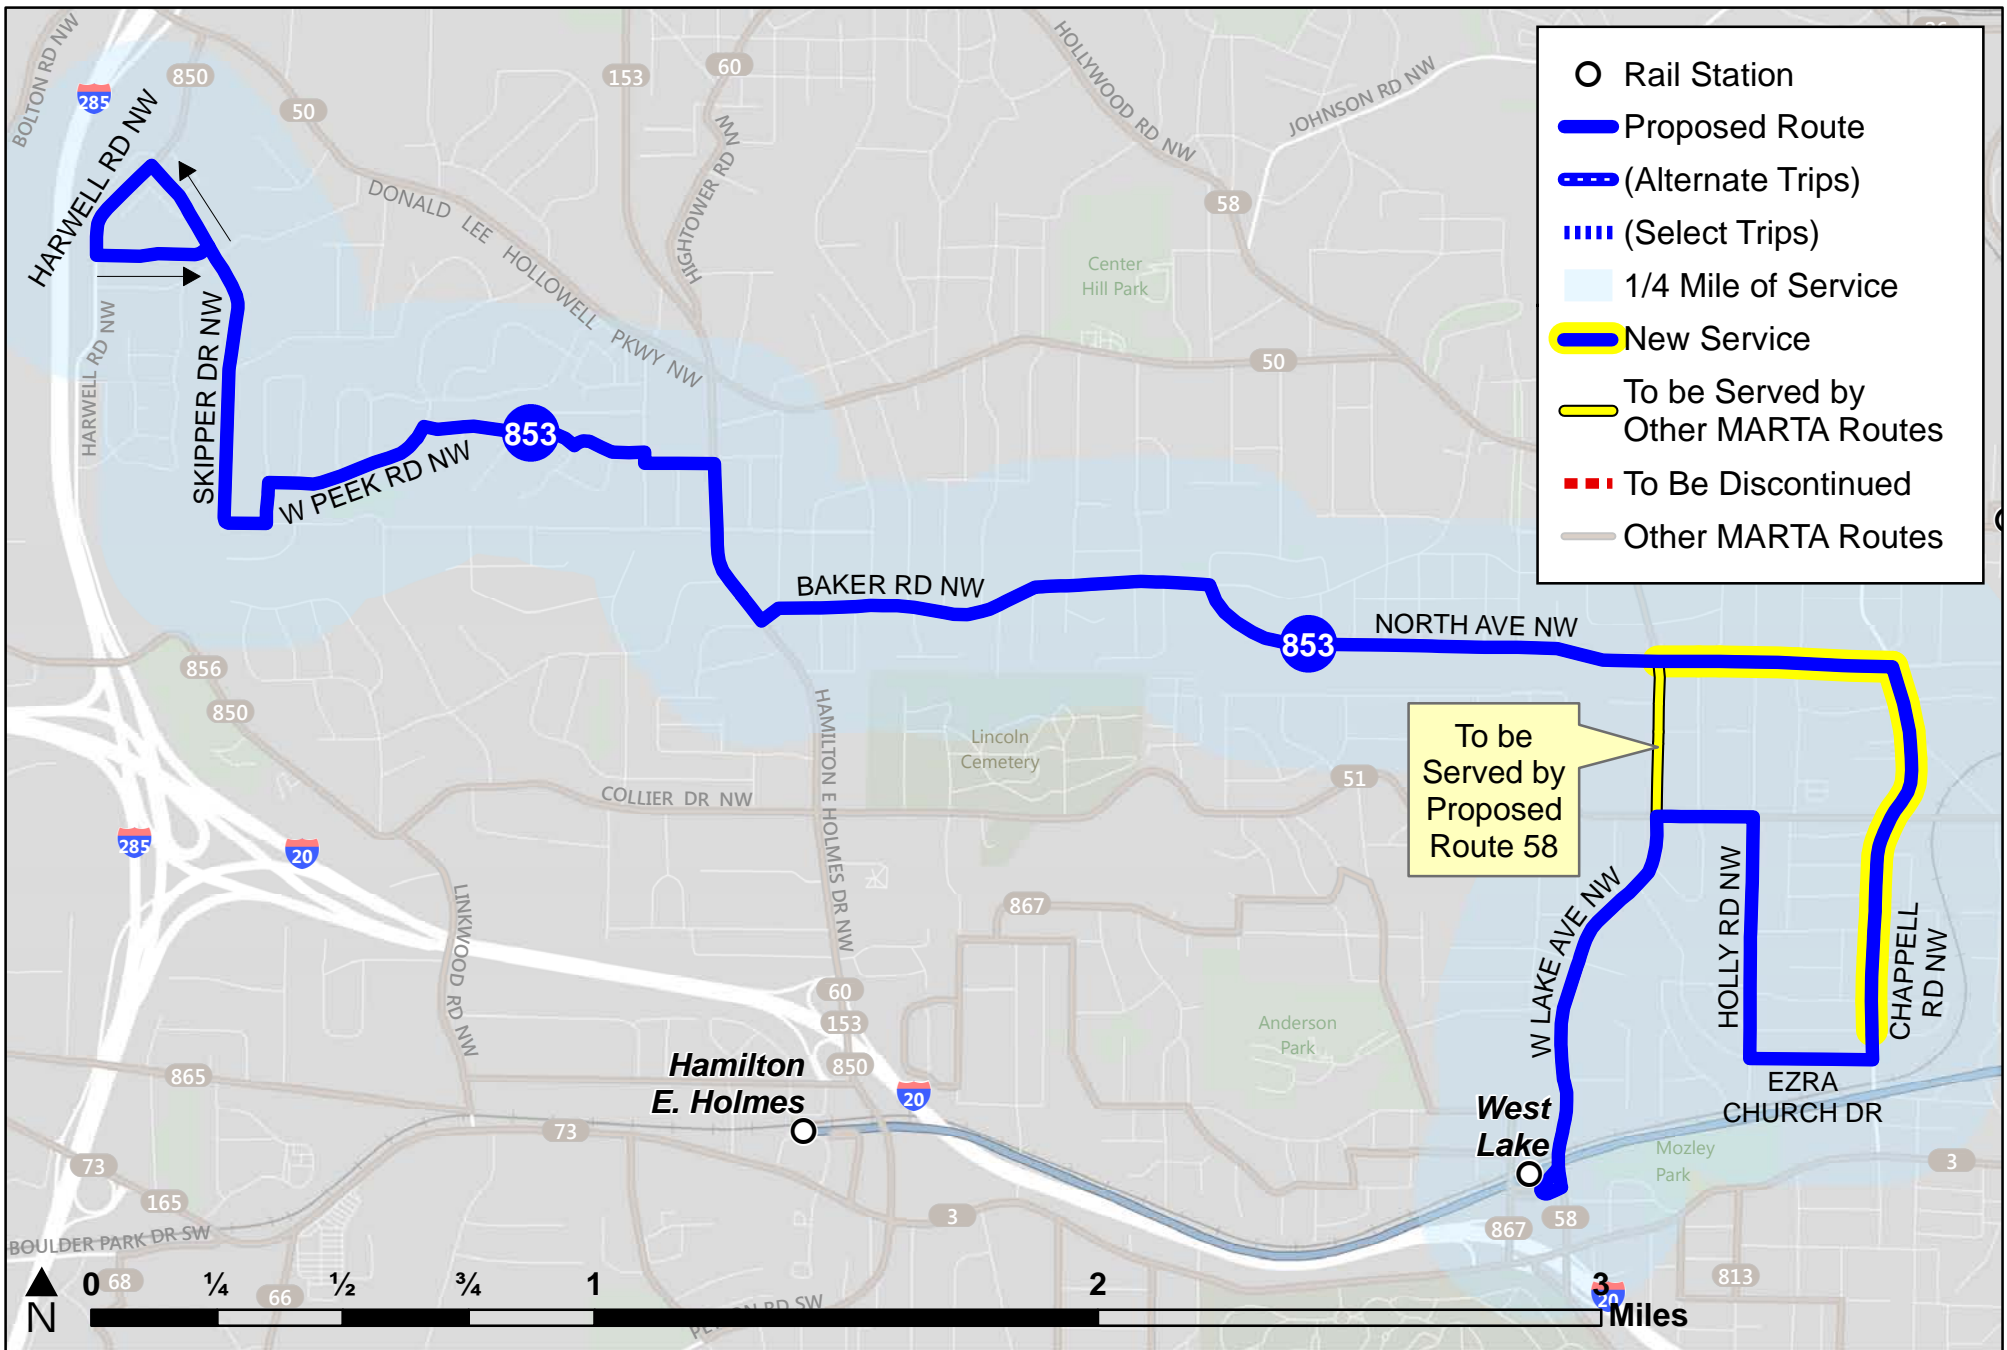 Rail Station
Proposed Route
(Alternate Trips)
(Select Trips)
1/4 Mile of Service
New Service
To be Served by
Other MARTA Routes
To Be Discontinued
Other MARTA Routes
BOLTON RD NW
285
850
50
153
60
HOLLYWOOD RD NW
JOHNSON RD NW
HARWELL RD NW
DONALD LEE HOLLOWELL PKWY NW
HIGHTOWER RD NW
58
Center
Hill Park
HARWELL RD NW
SKIPPER DR NW
50
W PEEK RD NW
853
BAKER RD NW
853
NORTH AVE NW
856
850
HAMILTON E HOLMES DR NW
Lincoln
Cemetery
51
COLLIER DR NW
To be
Served by
Proposed
Route 58
285
20
LINKWOOD RD NW
867
W LAKE AVE NW
HOLLY RD NW
CHAPPELL
RD NW
60
153
850
Anderson
Park
865
Hamilton
E. Holmes
20
EZRA
CHURCH DR
West
Lake
Mozley
Park
73
73
165
3
3
58
867
BOULDER PARK DR SW
68
66
813
20
RD SW
N
0 ¼ ½ ¾ 1 2 3
Miles